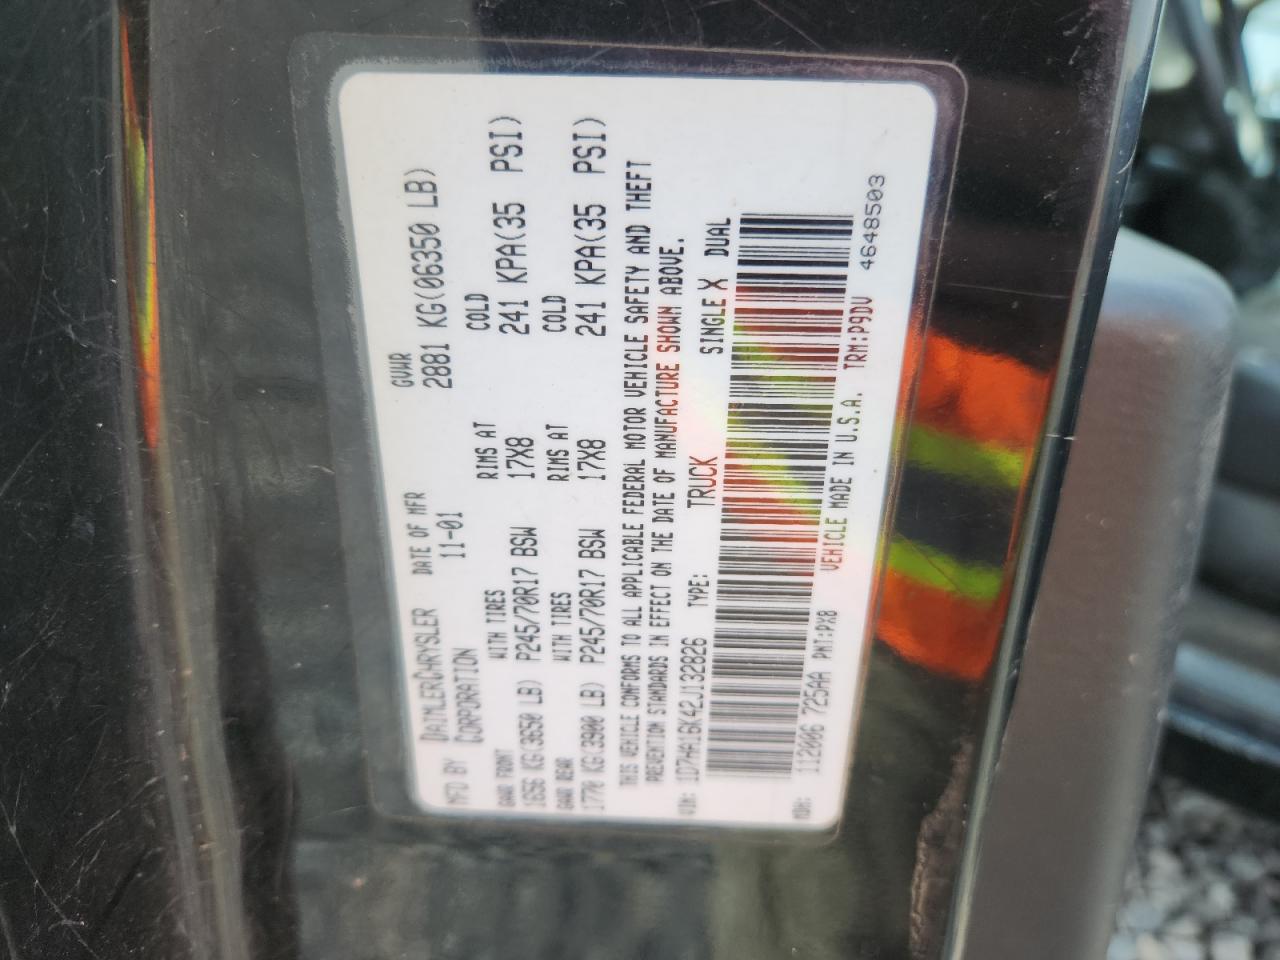 MFD BY DAIMLERCHRYSLER CORPORATION DATE OF MFR 11-01 GVWR 2881 KG(06350 LB)
GAWR FRONT WITH TIRES RIMS AT COLD
1656 KG(3650 LB) P245/70R17 BSW 17X8 241 KPA(35 PSI)
GAWR REAR WITH TIRES RIMS AT COLD
1770 KG(3900 LB) P245/70R17 BSW 17X8 241 KPA(35 PSI)
THIS VEHICLE CONFORMS TO ALL APPLICABLE FEDERAL MOTOR VEHICLE SAFETY AND THEFT
PREVENTION STANDARDS IN EFFECT ON THE DATE OF MANUFACTURE SHOWN ABOVE.
VIN: 1D7HA16K42J132826 TYPE: TRUCK SINGLE X DUAL
MDH: 112006 725AA PNT:PX8 VEHICLE MADE IN U.S.A. TRM:P9DV 4648503